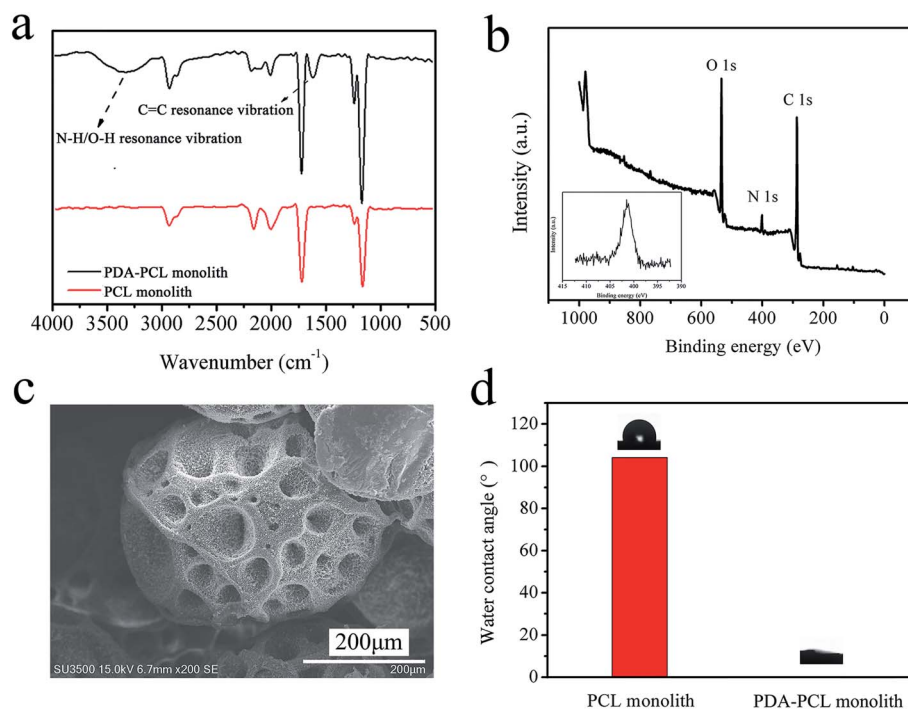 a
C=C resonance vibration
N-H/O-H resonance vibration
PDA-PCL monolith
PCL monolith
4000 3500 3000 2500 2000 1500 1000 500
Wavenumber (cm-1)
b
O 1s
C 1s
N 1s
Intensity (a.u.)
Intensity (a.u.)
415 410 405 400 395 390
Binding energy (eV)
1000 800 600 400 200 0
Binding energy (eV)
c
200μm
SU3500 15.0kV 6.7mm x200 SE 200μm
d
120
100
80
60
40
20
0
Water contact angle (°)
PCL monolith PDA-PCL monolith